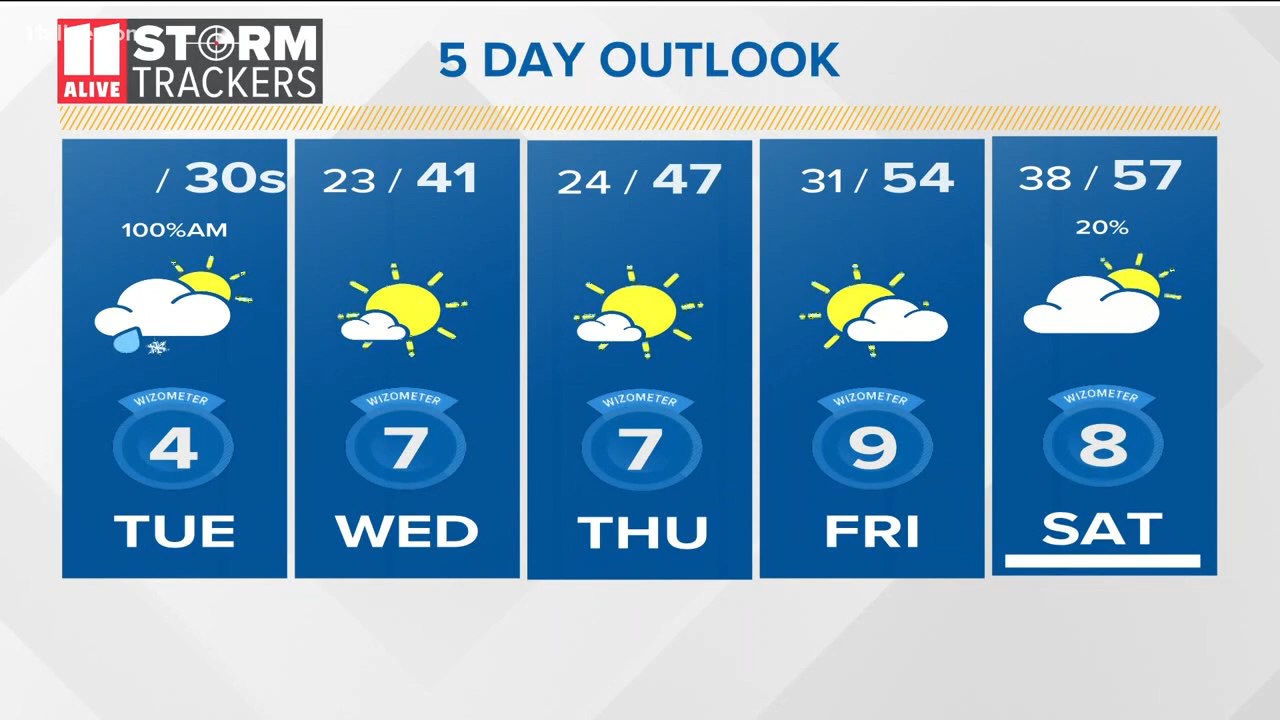 11
ALIVE
STORM
TRACKERS
5 DAY OUTLOOK
/ 30s
100%AM
WIZOMETER
4
TUE
23 / 41
WIZOMETER
7
WED
24 / 47
WIZOMETER
7
THU
31 / 54
WIZOMETER
9
FRI
38 / 57
20%
WIZOMETER
8
SAT